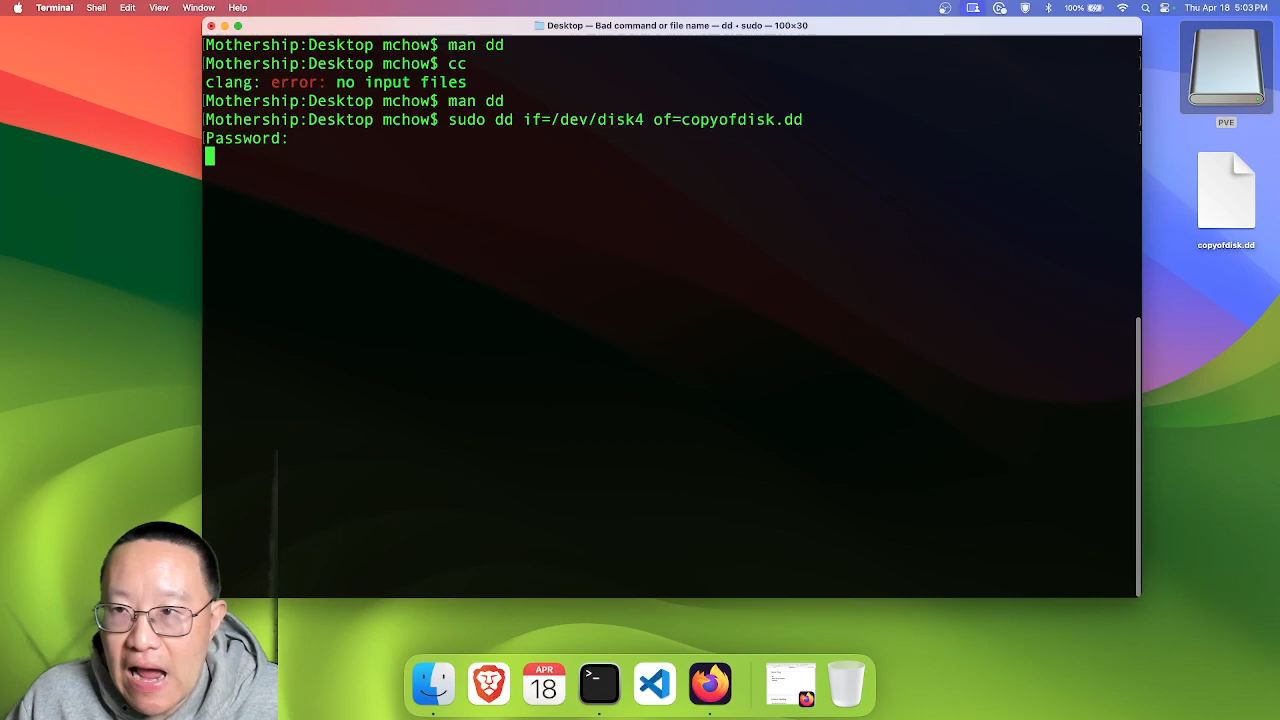 Terminal Shell Edit View Window Help
100%
Thu Apr 18 5:03 PM
Desktop — Bad command or file name — dd • sudo — 100×30
Mothership:Desktop mchow$ man dd
Mothership:Desktop mchow$ cc
clang: error: no input files
Mothership:Desktop mchow$ man dd
Mothership:Desktop mchow$ sudo dd if=/dev/disk4 of=copyofdisk.dd
Password:
PVE
copyofdisk.dd
APR
18
>_